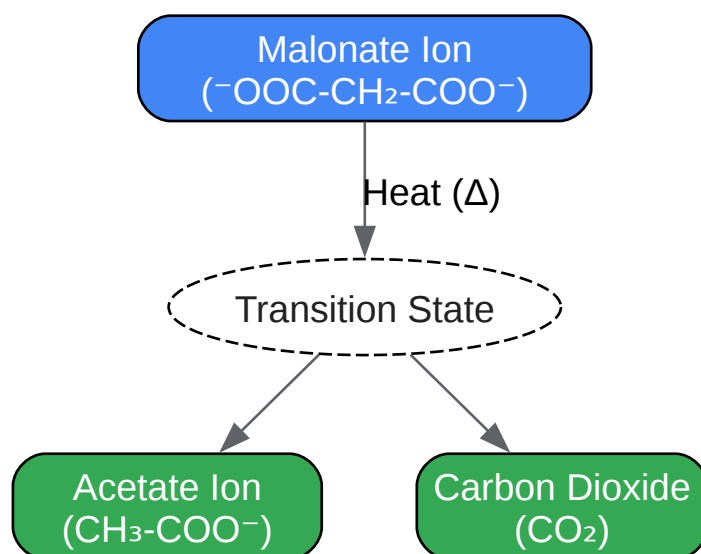 Malonate Ion
(⁻OOC-CH₂-COO⁻)
Heat (Δ)
Transition State
Acetate Ion
(CH₃-COO⁻)
Carbon Dioxide
(CO₂)